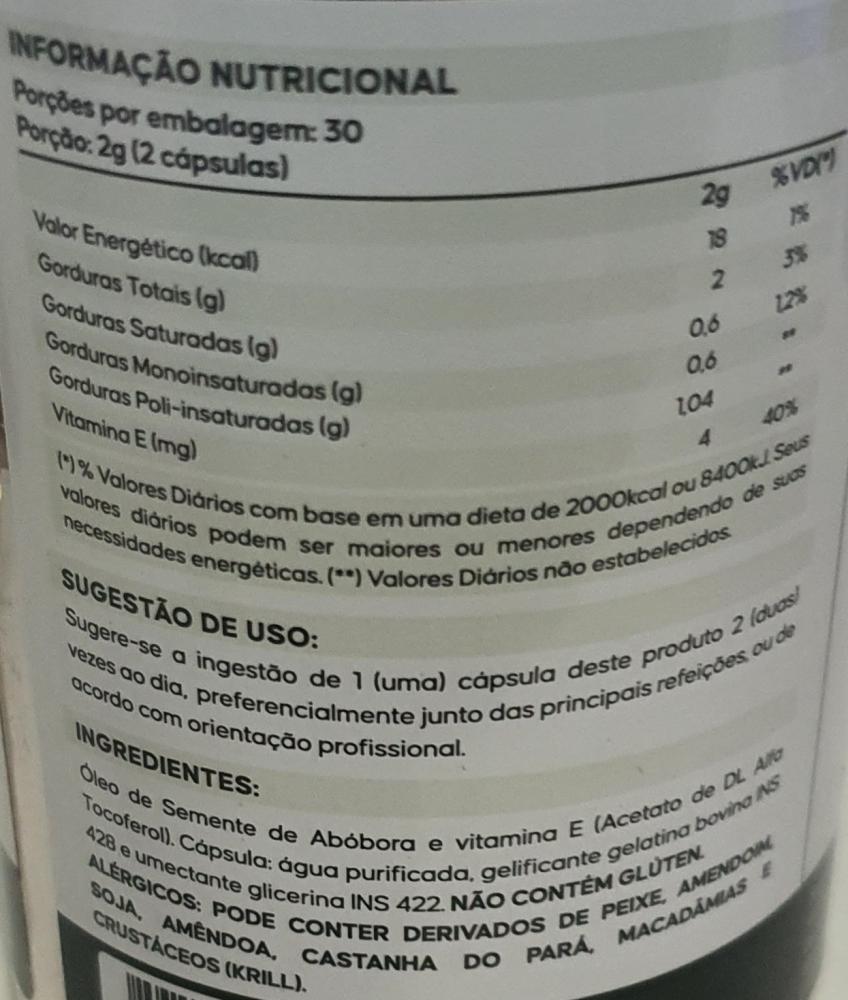 INFORMAÇÃO NUTRICIONAL
Porções por embalagem: 30
Porção: 2g (2 cápsulas)
2g %VD(*)
Valor Energético (kcal) 18 1%
Gorduras Totais (g) 2 3%
Gorduras Saturadas (g) 0,6 12%
Gorduras Monoinsaturadas (g) 0,6 **
Gorduras Poli-insaturadas (g) 1,04 **
Vitamina E (mg) 4 40%
(*) % Valores Diários com base em uma dieta de 2000kcal ou 8400kJ. Seus
valores diários podem ser maiores ou menores dependendo de suas
necessidades energéticas. (**) Valores Diários não estabelecidos.
SUGESTÃO DE USO:
Sugere-se a ingestão de 1 (uma) cápsula deste produto 2 (duas)
vezes ao dia, preferencialmente junto das principais refeições, ou de
acordo com orientação profissional.
INGREDIENTES:
Óleo de Semente de Abóbora e vitamina E (Acetato de DL Alfa
Tocoferol). Cápsula: água purificada, gelificante gelatina bovina INS
428 e umectante glicerina INS 422. NÃO CONTÉM GLÚTEN.
ALÉRGICOS: PODE CONTER DERIVADOS DE PEIXE, AMENDOIM,
SOJA, AMÊNDOA, CASTANHA DO PARÁ, MACADÂMIAS E
CRUSTÁCEOS (KRILL).